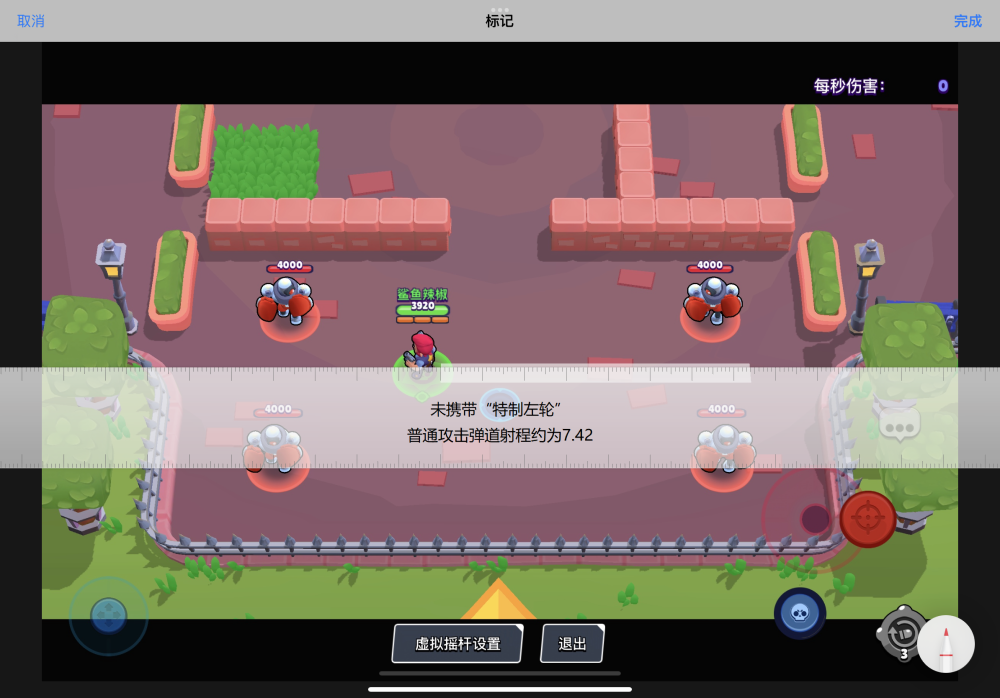 取消
标记
完成
每秒伤害：
0
4000
4000
鲨鱼辣椒
3920
4000
4000
未携带“特制左轮”
普通攻击弹道射程约为7.42
虚拟摇杆设置
退出
3